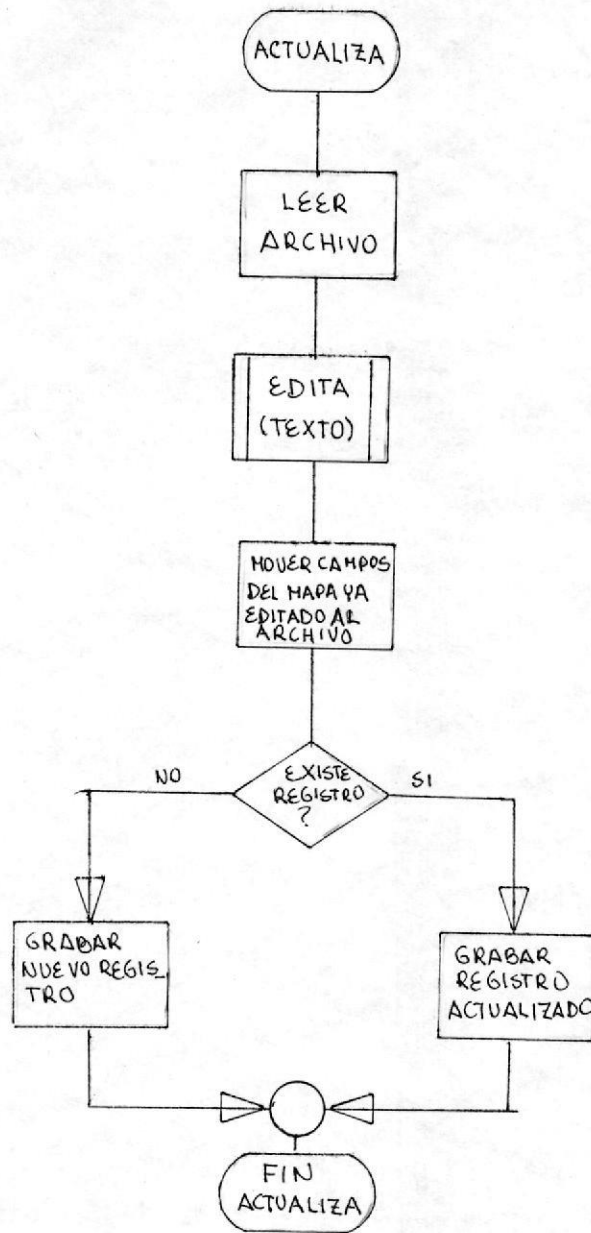 ACTUALIZA
LEER
ARCHIVO
EDITA
(TEXTO)
MOVER CAMPOS
DEL MAPA YA
EDITADO AL
ARCHIVO
EXISTE
REGISTRO
?
NO
SI
GRABAR
NUEVO REGIS_
TRO
GRABAR
REGISTRO
ACTUALIZADO
FIN
ACTUALIZA